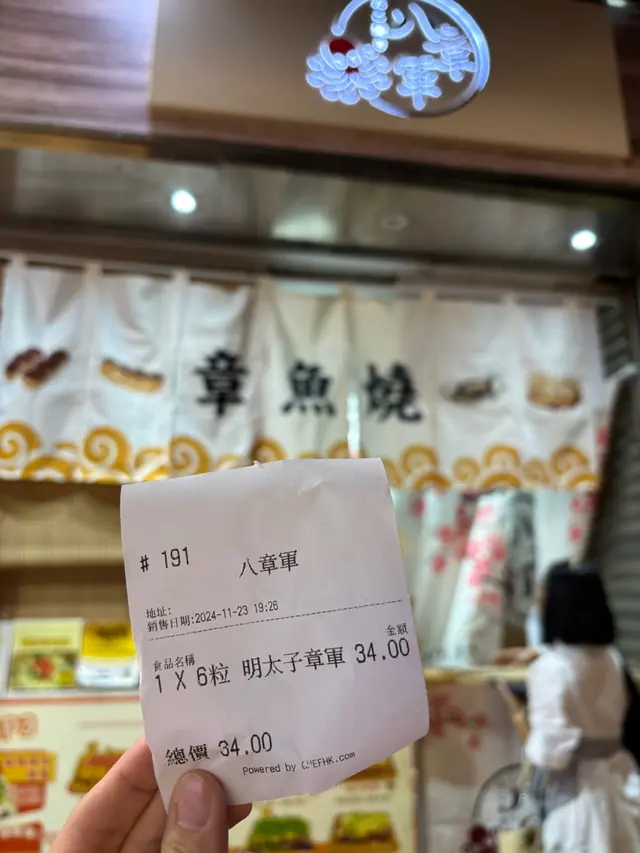 八章軍
章魚燒
# 191
八章軍
地址:
銷售日期:2024-11-23 19:26
食品名稱 金額
1 X 6粒 明太子章軍 34.00
總價 34.00
Powered by CHEFHK.com